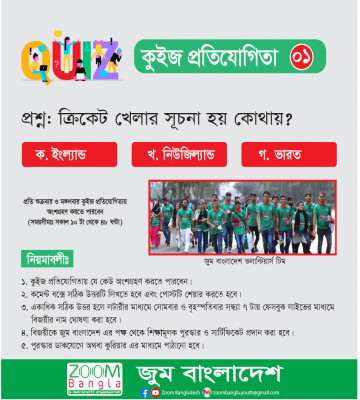 QUIZ
কুইজ প্রতিযোগিতা ০১
প্রশ্ন: ক্রিকেট খেলার সূচনা হয় কোথায়?
ক. ইংল্যান্ড
খ. নিউজিল্যান্ড
গ. ভারত
প্রতি শুক্রবার ও মঙ্গলবার কুইজ প্রতিযোগিতায়
অংশগ্রহণ করতে পারবেন
(সময়সীমাঃ সকাল ১০ টা থেকে ৪৮ ঘন্টা)
জুম বাংলাদেশ ভলান্টিয়ার্স টিম
নিয়মাবলীঃ
১. কুইজ প্রতিযোগিতায় যে কেউ অংশগ্রহণ করতে পারবেন।
২. কমেন্ট বক্সে সঠিক উত্তরটি লিখতে হবে এবং পোস্টটি শেয়ার করতে হবে।
৩. একাধিক সঠিক উত্তর হলে লটারীর মাধ্যমে সোমবার ও বৃহস্পতিবার সন্ধ্যা ৭ টায় ফেসবুক লাইভের মাধ্যমে
বিজয়ীর নাম ঘোষণা করা হবে।
৪. বিজয়ীকে জুম বাংলাদেশ এর পক্ষ থেকে শিক্ষামূলক পুরস্কার ও সার্টিফিকেট প্রদান করা হবে।
৫. পুরস্কার ডাকযোগে অথবা কুরিয়ার এর মাধ্যমে পাঠানো হবে।
ZOOM
Bangla
জুম বাংলাদেশ
Zoom Bangladesh
zoombanglayouth@gmail.com